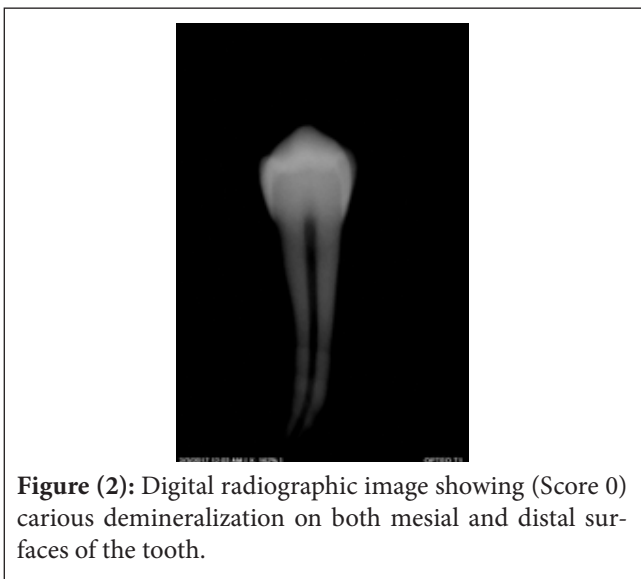 Figure (2): Digital radiographic image showing (Score 0)
carious demineralization on both mesial and distal sur-
faces of the tooth.